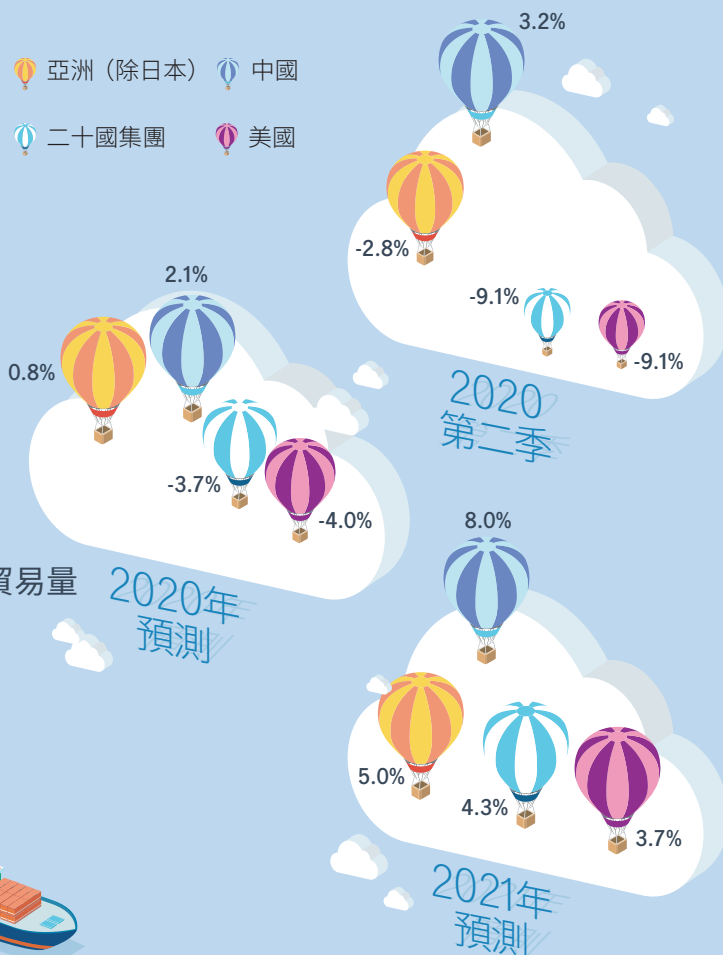 亞洲（除日本） 中國
二十國集團 美國
3.2%
-2.8%
-9.1%
-9.1%
2020
第二季
2.1%
0.8%
-3.7%
-4.0%
貿易量
2020年
預測
8.0%
5.0%
4.3%
3.7%
2021年
預測